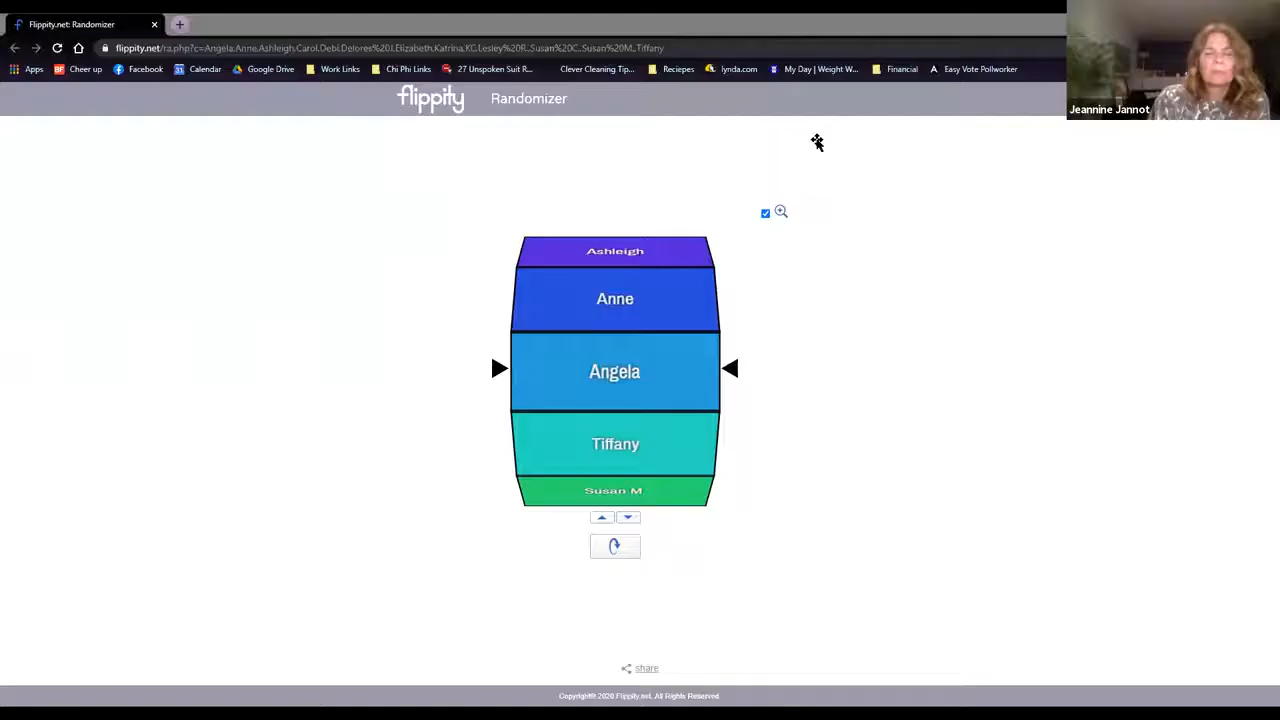 Flippity.net: Randomizer
flippity.net/ra.php?c=Angela;Anne;Ashleigh;Carol;Debi;Delores%20J.;Elizabeth;Katrina;KC;Lesley%20R.;Susan%20C.;Susan%20M.;Tiffany
Apps Cheer up Facebook Calendar Google Drive Work Links Chi Phi Links 27 Unspoken Suit R... Clever Cleaning Tip... Reciepes lynda.com My Day | Weight W... Financial Easy Vote Pollworker
Jeannine Jannot
flippity Randomizer
Ashleigh
Anne
Angela
Tiffany
Susan M
share
Copyright© 2020 Flippity.net. All Rights Reserved